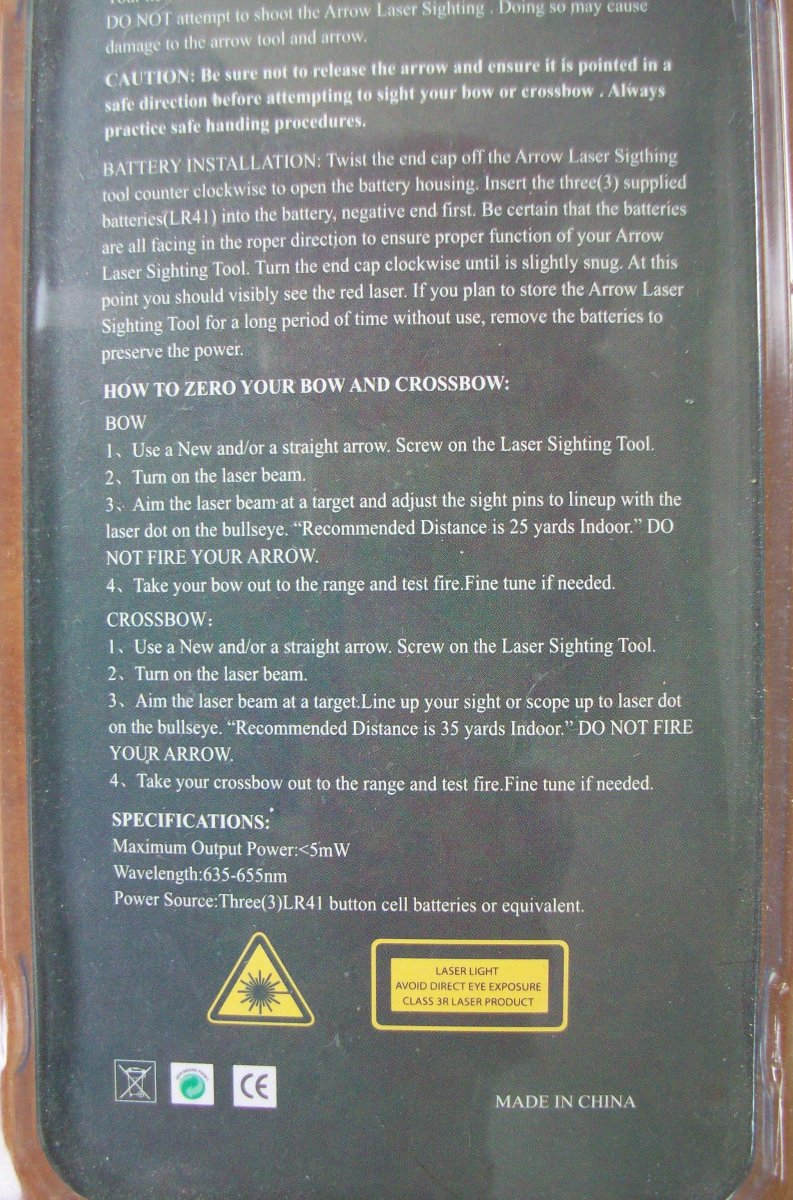 DO NOT attempt to shoot the Arrow Laser Sighting . Doing so may cause
damage to the arrow tool and arrow.
CAUTION: Be sure not to release the arrow and ensure it is pointed in a
safe direction before attempting to sight your bow or crossbow . Always
practice safe handing procedures.
BATTERY INSTALLATION: Twist the end cap off the Arrow Laser Sigthing
tool counter clockwise to open the battery housing. Insert the three(3) supplied
batteries(LR41) into the battery, negative end first. Be certain that the batteries
are all facing in the roper direction to ensure proper function of your Arrow
Laser Sighting Tool. Turn the end cap clockwise until is slightly snug. At this
point you should visibly see the red laser. If you plan to store the Arrow Laser
Sighting Tool for a long period of time without use, remove the batteries to
preserve the power.
HOW TO ZERO YOUR BOW AND CROSSBOW:
BOW
1、Use a New and/or a straight arrow. Screw on the Laser Sighting Tool.
2、Turn on the laser beam.
3、Aim the laser beam at a target and adjust the sight pins to lineup with the
laser dot on the bullseye. “Recommended Distance is 25 yards Indoor.” DO
NOT FIRE YOUR ARROW.
4、Take your bow out to the range and test fire.Fine tune if needed.
CROSSBOW:
1、Use a New and/or a straight arrow. Screw on the Laser Sighting Tool.
2、Turn on the laser beam.
3、Aim the laser beam at a target.Line up your sight or scope up to laser dot
on the bullseye. “Recommended Distance is 35 yards Indoor.” DO NOT FIRE
YOUR ARROW.
4、Take your crossbow out to the range and test fire.Fine tune if needed.
SPECIFICATIONS:
Maximum Output Power:<5mW
Wavelength:635-655nm
Power Source:Three(3)LR41 button cell batteries or equivalent.
LASER LIGHT
AVOID DIRECT EYE EXPOSURE
CLASS 3R LASER PRODUCT
CE
MADE IN CHINA